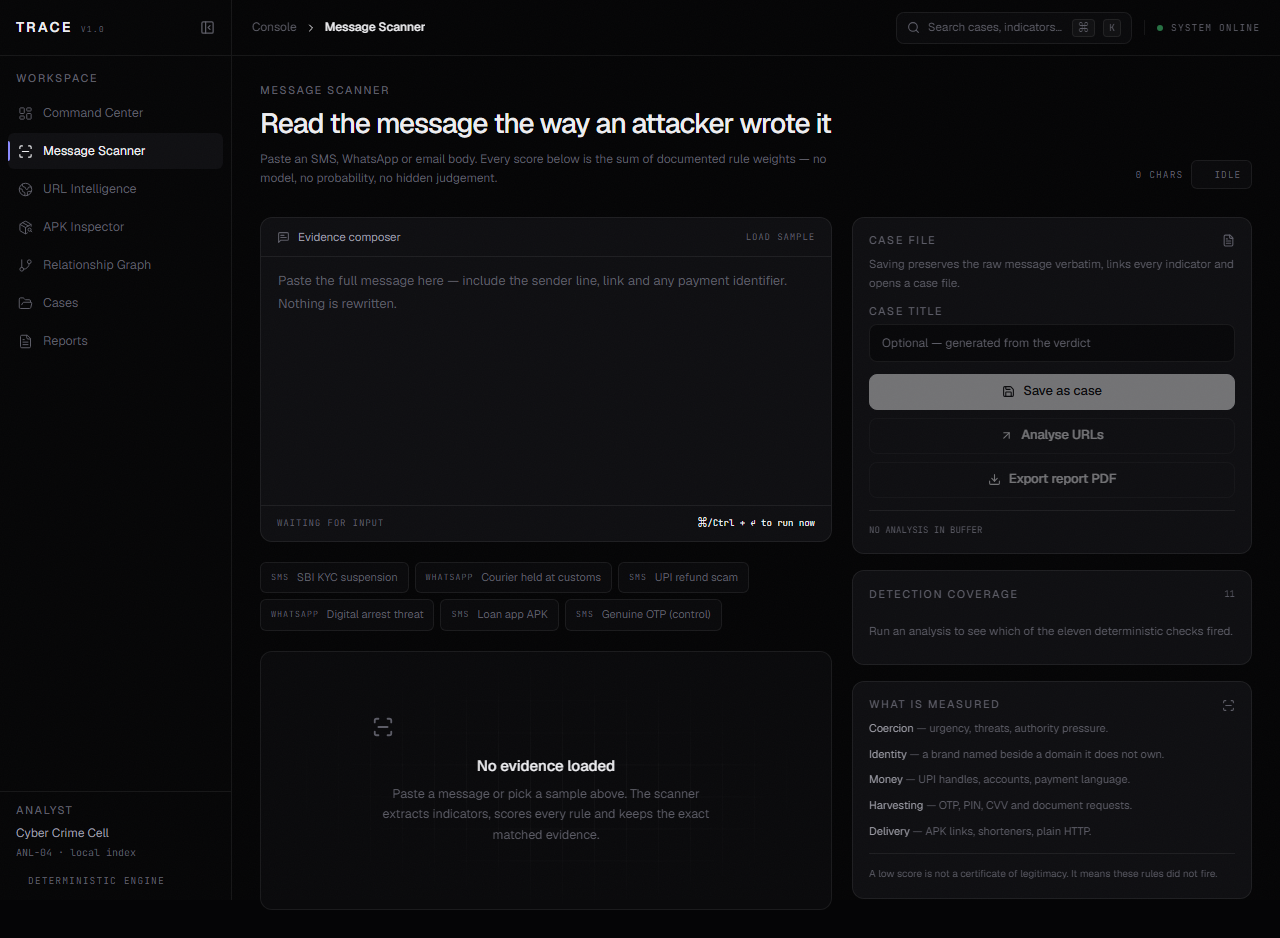 TRACE V1.0
Console > Message Scanner
Search cases, indicators... ⌘ K
SYSTEM ONLINE
WORKSPACE
Command Center
Message Scanner
URL Intelligence
APK Inspector
Relationship Graph
Cases
Reports
ANALYST
Cyber Crime Cell
ANL-04 · local index
DETERMINISTIC ENGINE
MESSAGE SCANNER
Read the message the way an attacker wrote it
Paste an SMS, WhatsApp or email body. Every score below is the sum of documented rule weights — no
model, no probability, no hidden judgement.
0 CHARS IDLE
Evidence composer LOAD SAMPLE
Paste the full message here — include the sender line, link and any payment identifier.
Nothing is rewritten.
WAITING FOR INPUT ⌘/Ctrl + ↵ to run now
SMS SBI KYC suspension WHATSAPP Courier held at customs SMS UPI refund scam
WHATSAPP Digital arrest threat SMS Loan app APK SMS Genuine OTP (control)
No evidence loaded
Paste a message or pick a sample above. The scanner
extracts indicators, scores every rule and keeps the exact
matched evidence.
CASE FILE
Saving preserves the raw message verbatim, links every indicator and
opens a case file.
CASE TITLE
Optional — generated from the verdict
Save as case
Analyse URLs
Export report PDF
NO ANALYSIS IN BUFFER
DETECTION COVERAGE 11
Run an analysis to see which of the eleven deterministic checks fired.
WHAT IS MEASURED
Coercion — urgency, threats, authority pressure.
Identity — a brand named beside a domain it does not own.
Money — UPI handles, accounts, payment language.
Harvesting — OTP, PIN, CVV and document requests.
Delivery — APK links, shorteners, plain HTTP.
A low score is not a certificate of legitimacy. It means these rules did not fire.